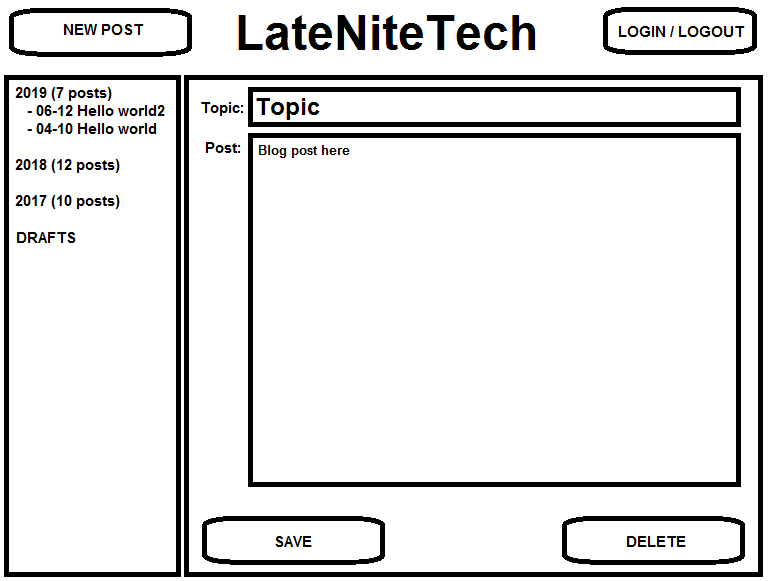 NEW POST
LateNiteTech
LOGIN / LOGOUT
2019 (7 posts)
- 06-12 Hello world2
- 04-10 Hello world
2018 (12 posts)
2017 (10 posts)
DRAFTS
Topic: Topic
Post: Blog post here
SAVE
DELETE